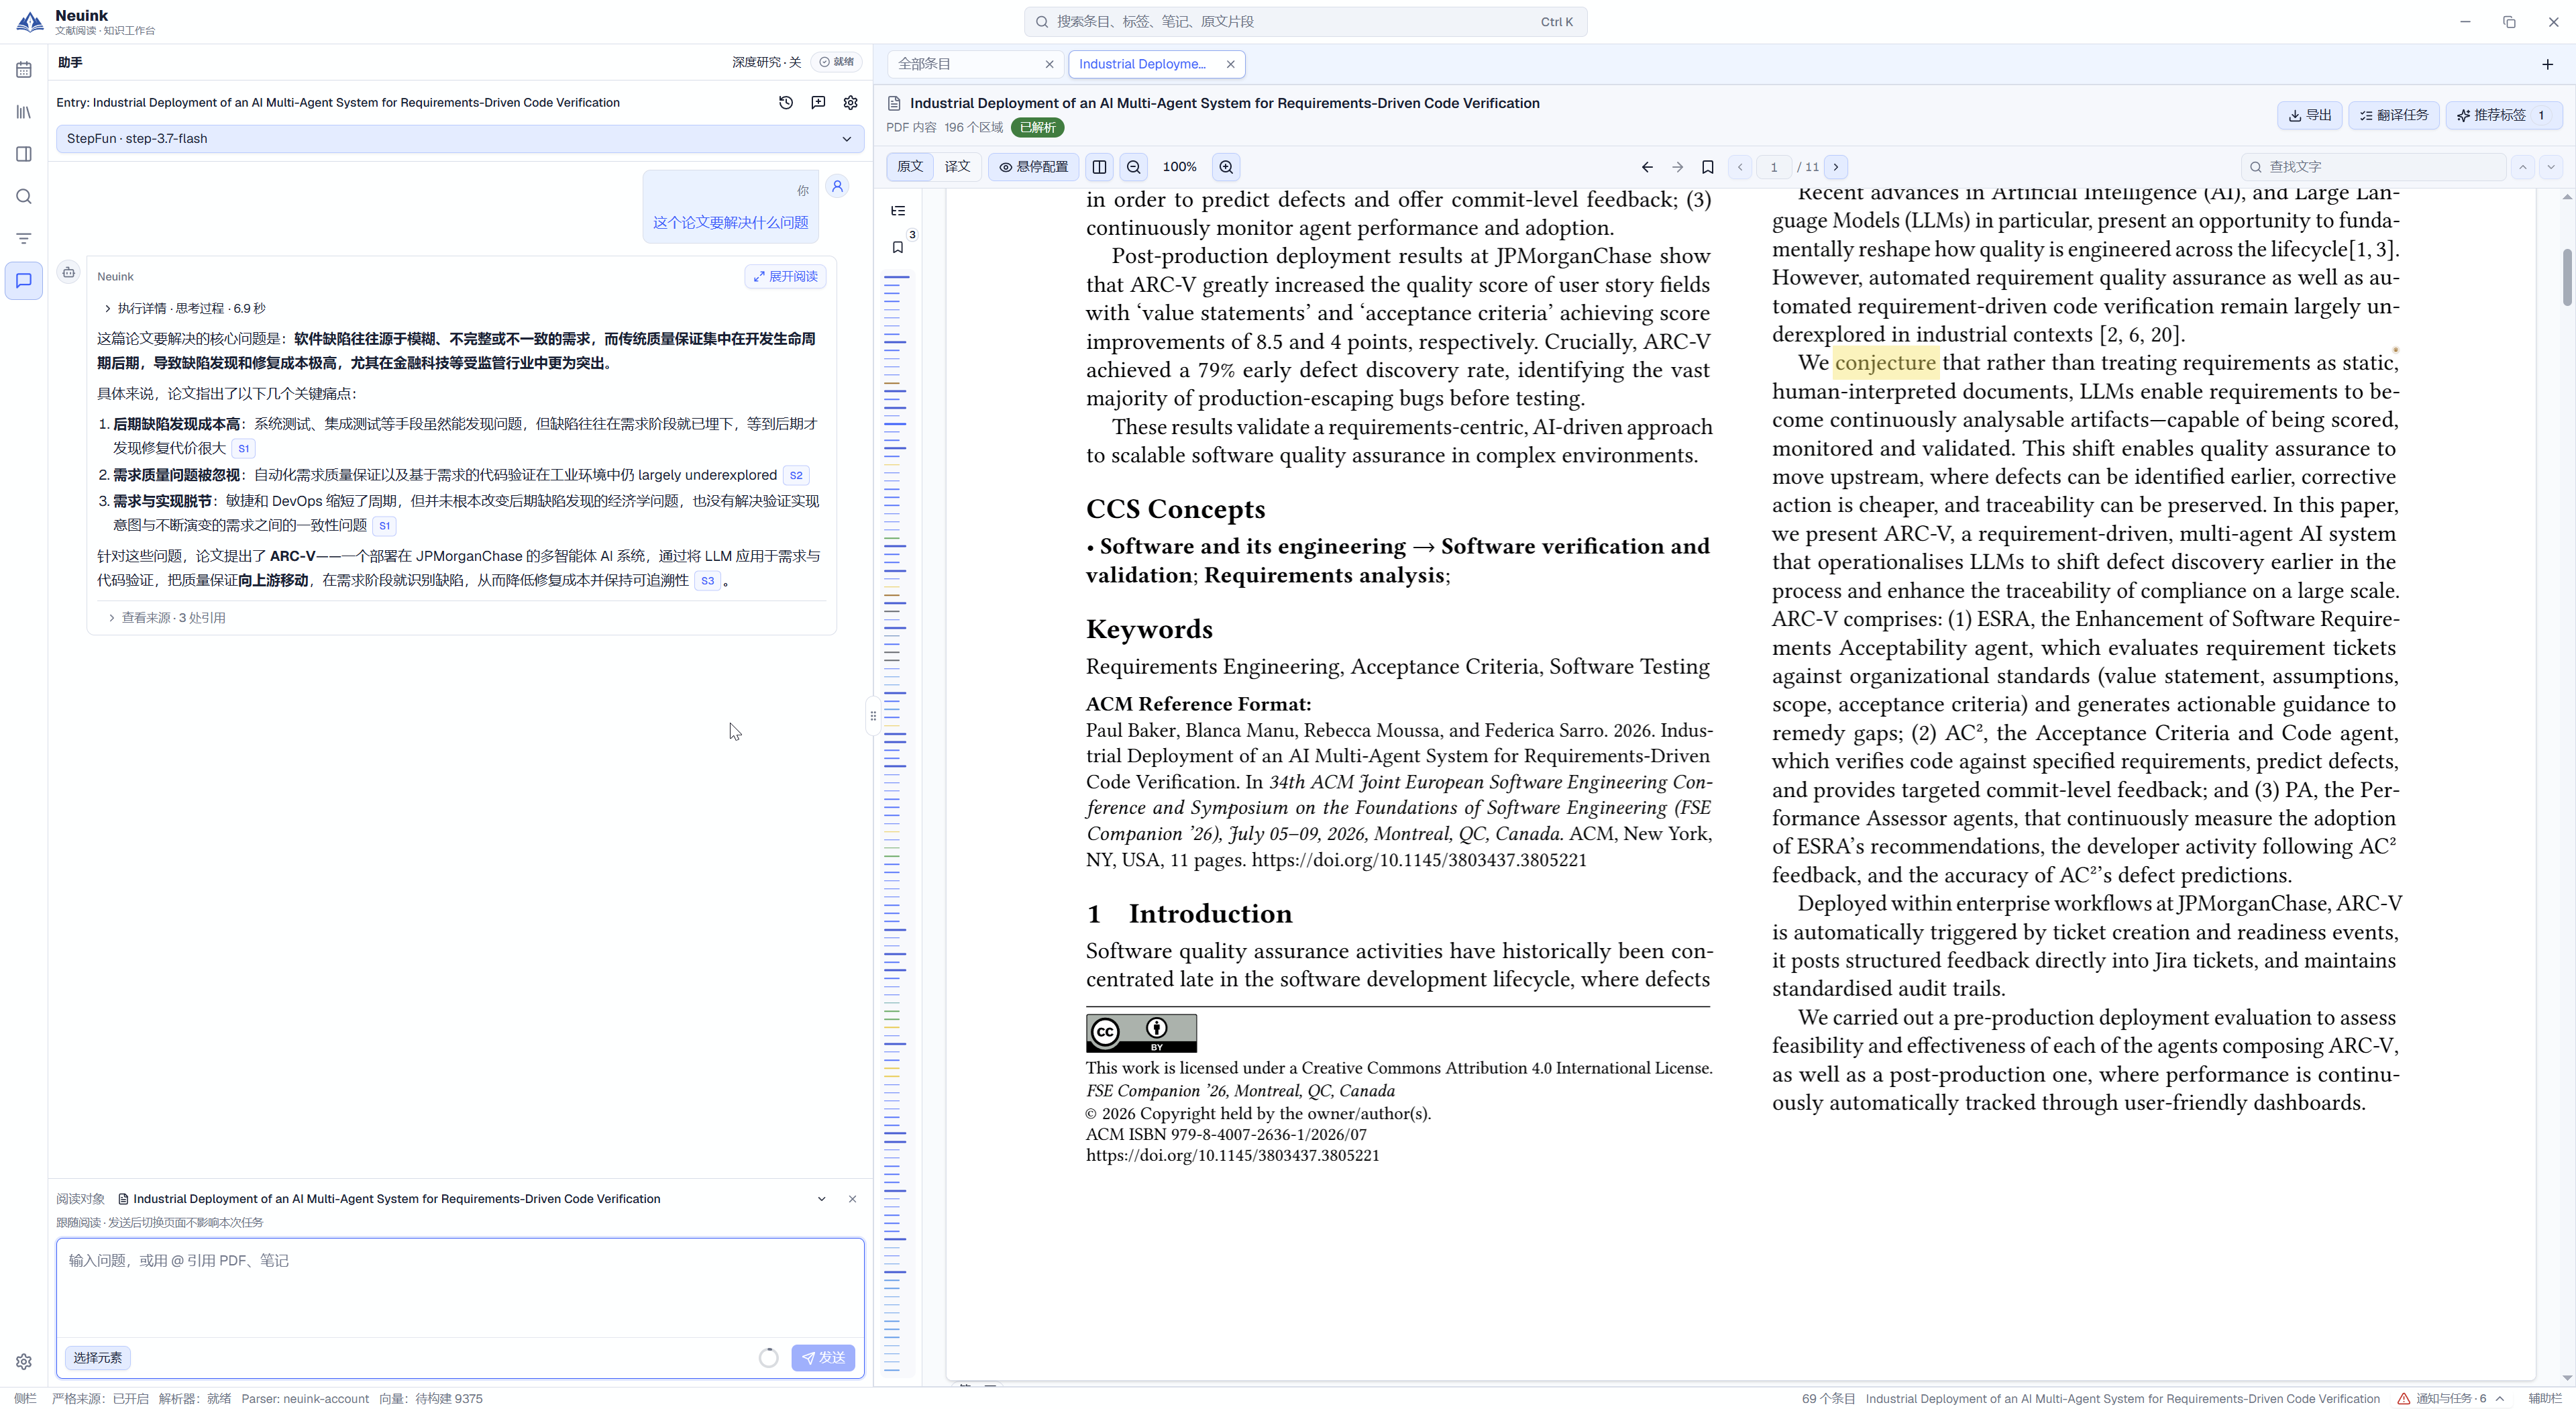 Neuink
文献阅读·知识工作台
搜索条目、标签、笔记、原文片段
Ctrl K
助手
深度研究·关
就绪
Entry: Industrial Deployment of an AI Multi-Agent System for Requirements-Driven Code Verification
StepFun · step-3.7-flash
你
这个论文要解决什么问题
Neuink
展开阅读
执行详情 · 思考过程 · 6.9 秒
这篇论文要解决的核心问题是：软件缺陷往往源于模糊、不完整或不一致的需求，而传统质量保证集中在开发生命周
期后期，导致缺陷发现和修复成本极高，尤其在金融科技等受监管行业中更为突出。
具体来说，论文指出了以下几个关键痛点：
1. 后期缺陷发现成本高：系统测试、集成测试等手段虽然能发现问题，但缺陷往往在需求阶段就已埋下，等到后期才
发现修复代价很大 S1
2. 需求质量问题被忽视：自动化需求质量保证以及基于需求的代码验证在工业环境中仍 largely underexplored S2
3. 需求与实现脱节：敏捷和 DevOps 缩短了周期，但并未根本改变后期缺陷发现的经济学问题，也没有解决验证实现
意图与不断演变的需求之间的一致性问题 S1
针对这些问题，论文提出了 ARC-V——一个部署在 JPMorganChase 的多智能体 AI 系统，通过将 LLM 应用于需求与
代码验证，把质量保证向上游移动，在需求阶段就识别缺陷，从而降低修复成本并保持可追溯性 S3 。
查看来源 · 3 处引用
阅读对象
Industrial Deployment of an AI Multi-Agent System for Requirements-Driven Code Verification
跟随阅读 · 发送后切换页面不影响本次任务
输入问题，或用 @ 引用 PDF、笔记
选择元素
发送
全部条目
Industrial Deployme...
Industrial Deployment of an AI Multi-Agent System for Requirements-Driven Code Verification
PDF 内容 196 个区域 已解析
导出
翻译任务
推荐标签 1
原文
译文
悬停配置
100%
1 / 11
查找文字
3
in order to predict defects and offer commit-level feedback; (3)
continuously monitor agent performance and adoption.
Post-production deployment results at JPMorganChase show
that ARC-V greatly increased the quality score of user story fields
with ‘value statements’ and ‘acceptance criteria’ achieving score
improvements of 8.5 and 4 points, respectively. Crucially, ARC-V
achieved a 79% early defect discovery rate, identifying the vast
majority of production-escaping bugs before testing.
These results validate a requirements-centric, AI-driven approach
to scalable software quality assurance in complex environments.
CCS Concepts
• Software and its engineering → Software verification and
validation; Requirements analysis;
Keywords
Requirements Engineering, Acceptance Criteria, Software Testing
ACM Reference Format:
Paul Baker, Blanca Manu, Rebecca Moussa, and Federica Sarro. 2026. Indus-
trial Deployment of an AI Multi-Agent System for Requirements-Driven
Code Verification. In 34th ACM Joint European Software Engineering Con-
ference and Symposium on the Foundations of Software Engineering (FSE
Companion ’26), July 05–09, 2026, Montreal, QC, Canada. ACM, New York,
NY, USA, 11 pages. https://doi.org/10.1145/3803437.3805221
1 Introduction
Software quality assurance activities have historically been con-
centrated late in the software development lifecycle, where defects
cc
BY
This work is licensed under a Creative Commons Attribution 4.0 International License.
FSE Companion ’26, Montreal, QC, Canada
© 2026 Copyright held by the owner/author(s).
ACM ISBN 979-8-4007-2636-1/2026/07
https://doi.org/10.1145/3803437.3805221
Recent advances in Artificial Intelligence (AI), and Large Lan-
guage Models (LLMs) in particular, present an opportunity to funda-
mentally reshape how quality is engineered across the lifecycle[1, 3].
However, automated requirement quality assurance as well as au-
tomated requirement-driven code verification remain largely un-
derexplored in industrial contexts [2, 6, 20].
We conjecture that rather than treating requirements as static,
human-interpreted documents, LLMs enable requirements to be-
come continuously analysable artifacts—capable of being scored,
monitored and validated. This shift enables quality assurance to
move upstream, where defects can be identified earlier, corrective
action is cheaper, and traceability can be preserved. In this paper,
we present ARC-V, a requirement-driven, multi-agent AI system
that operationalises LLMs to shift defect discovery earlier in the
process and enhance the traceability of compliance on a large scale.
ARC-V comprises: (1) ESRA, the Enhancement of Software Require-
ments Acceptability agent, which evaluates requirement tickets
against organizational standards (value statement, assumptions,
scope, acceptance criteria) and generates actionable guidance to
remedy gaps; (2) AC², the Acceptance Criteria and Code agent,
which verifies code against specified requirements, predict defects,
and provides targeted commit-level feedback; and (3) PA, the Per-
formance Assessor agents, that continuously measure the adoption
of ESRA’s recommendations, the developer activity following AC²
feedback, and the accuracy of AC²’s defect predictions.
Deployed within enterprise workflows at JPMorganChase, ARC-V
is automatically triggered by ticket creation and readiness events,
it posts structured feedback directly into Jira tickets, and maintains
standardised audit trails.
We carried out a pre-production deployment evaluation to assess
feasibility and effectiveness of each of the agents composing ARC-V,
as well as a post-production one, where performance is continu-
ously automatically tracked through user-friendly dashboards.
侧栏
严格来源：已开启
解析器：就绪
Parser: neuink-account
向量：待构建 9375
69 个条目
Industrial Deployment of an AI Multi-Agent System for Requirements-Driven Code Verification
通知与任务 · 6
辅助栏